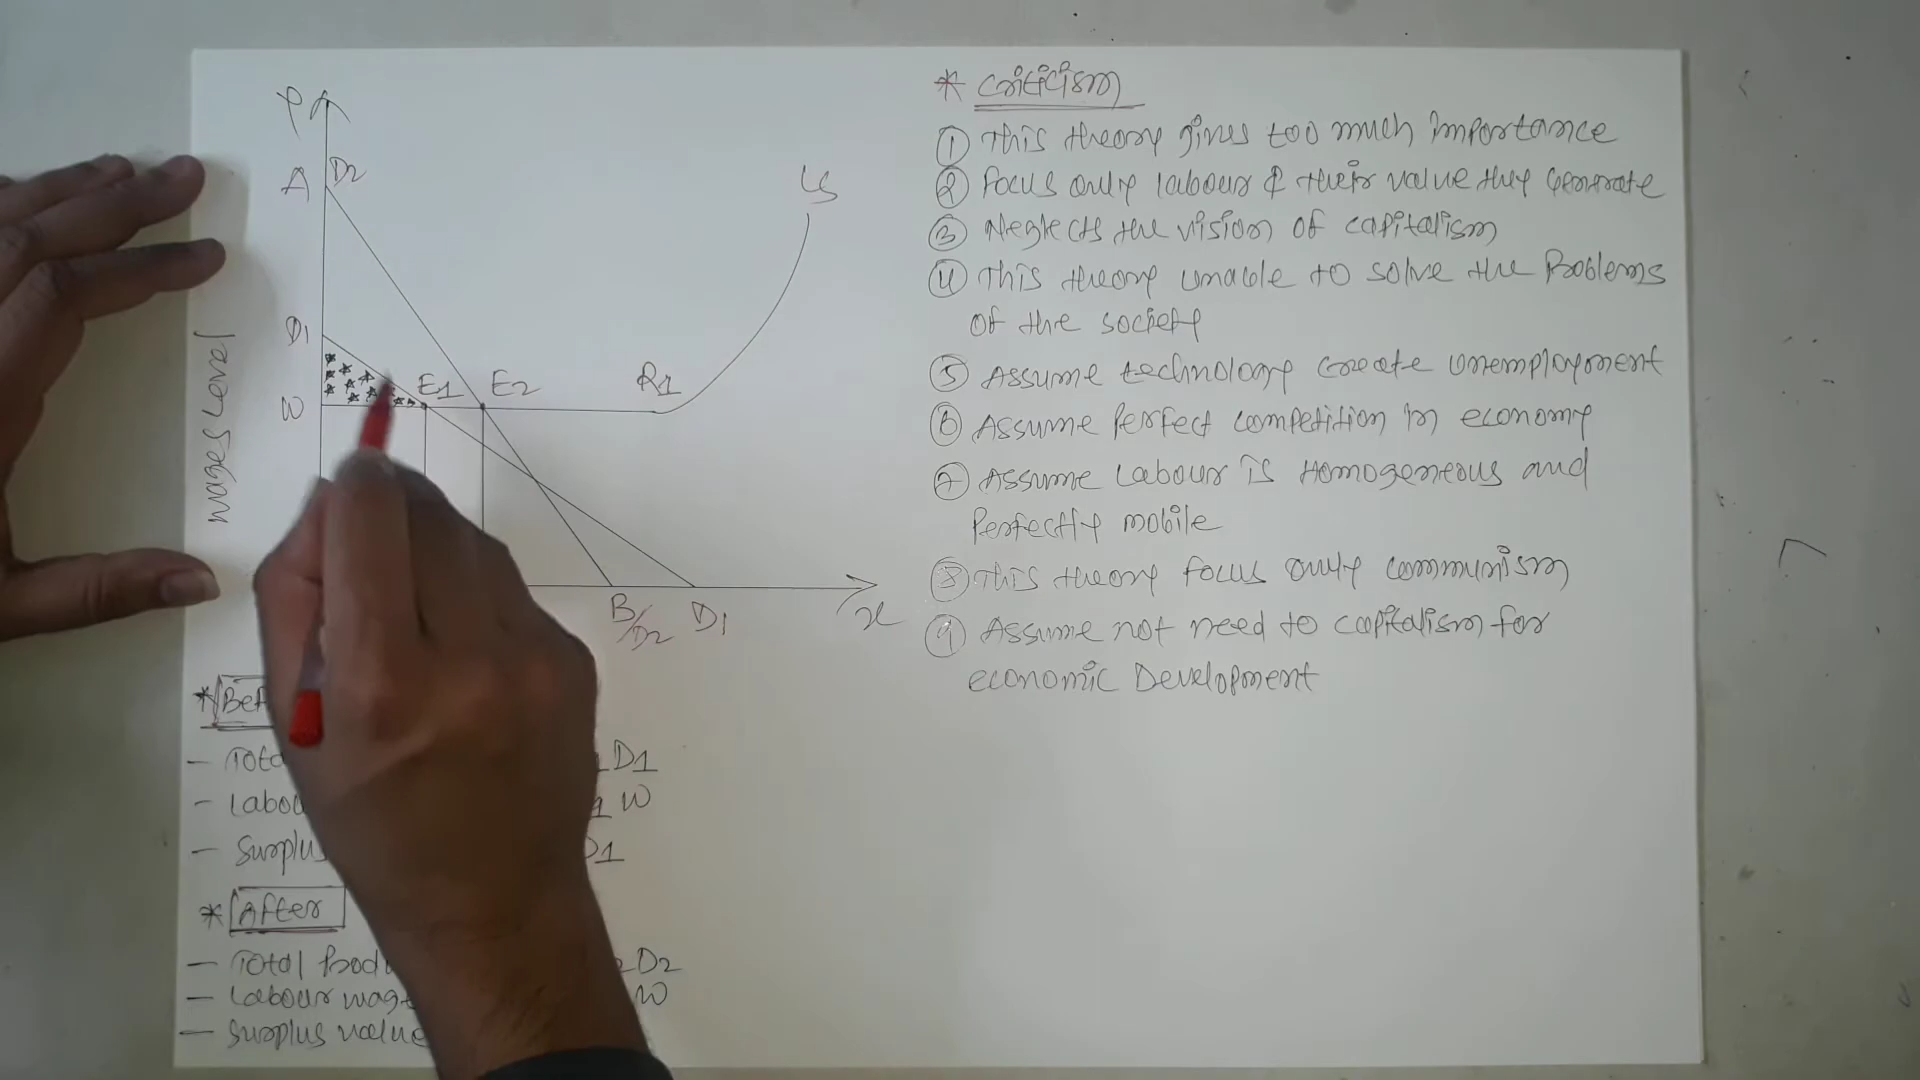 P
A
D2
LS
D1
E1
E2
R1
W
wages Level
B/D2
D1
x
* Bef
- Tota
D1
- Labou
W
- Surplus
D1
* After
- Total Prod
2D2
- Labour wage
W
- Surplus value
* Criticism
① This theory gives too much importance
② Focus only labour & their value they Generate
③ Neglects the vision of capitalism
④ This theory unable to solve the Problems
of the society
⑤ Assume technology create unemployment
⑥ Assume Perfect competition in economy
⑦ Assume Labour is Homogeneous and
Perfectly mobile
⑧ This theory focus only communism
⑨ Assume not need to capitalism for
economic Development